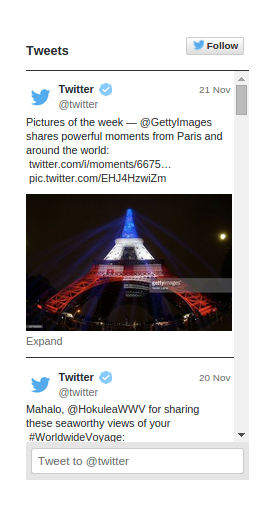 Tweets
Follow
Twitter 21 Nov
@twitter
Pictures of the week — @GettyImages
shares powerful moments from Paris and
around the world:
twitter.com/i/moments/6675…
pic.twitter.com/EHJ4HzwiZm
gettyimages
Expand
Twitter 20 Nov
@twitter
Mahalo, @HokuleaWWV for sharing
these seaworthy views of your
#WorldwideVoyage:
Tweet to @twitter